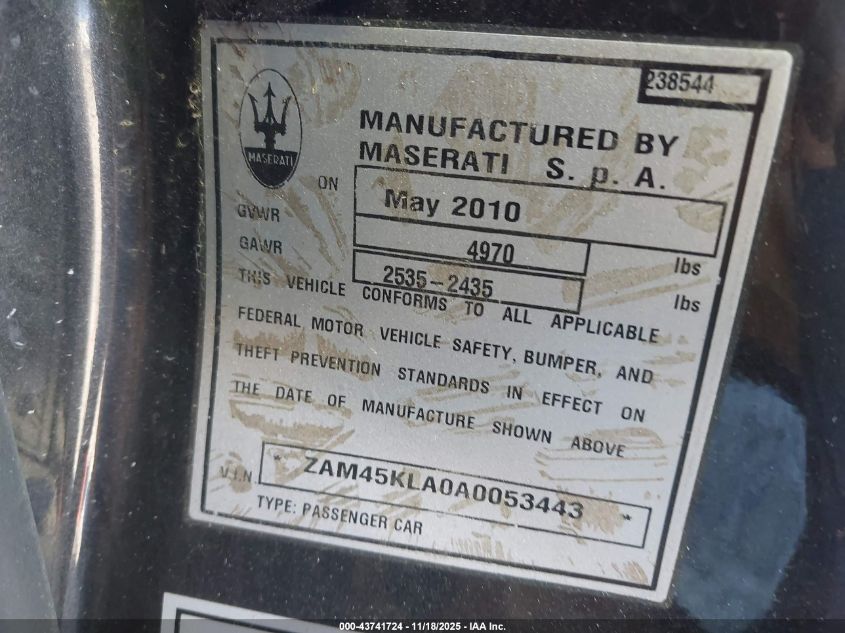 238544
MASERATI
MANUFACTURED BY
MASERATI S. p. A.
ON May 2010
GVWR 4970 lbs
GAWR 2535-2435 lbs
THIS VEHICLE CONFORMS TO ALL APPLICABLE
FEDERAL MOTOR VEHICLE SAFETY, BUMPER, AND
THEFT PREVENTION STANDARDS IN EFFECT ON
THE DATE OF MANUFACTURE SHOWN ABOVE
V.I.N. * ZAM45KLA0A0053443 *
TYPE: PASSENGER CAR
000-43741724 - 11/18/2025 - IAA Inc.